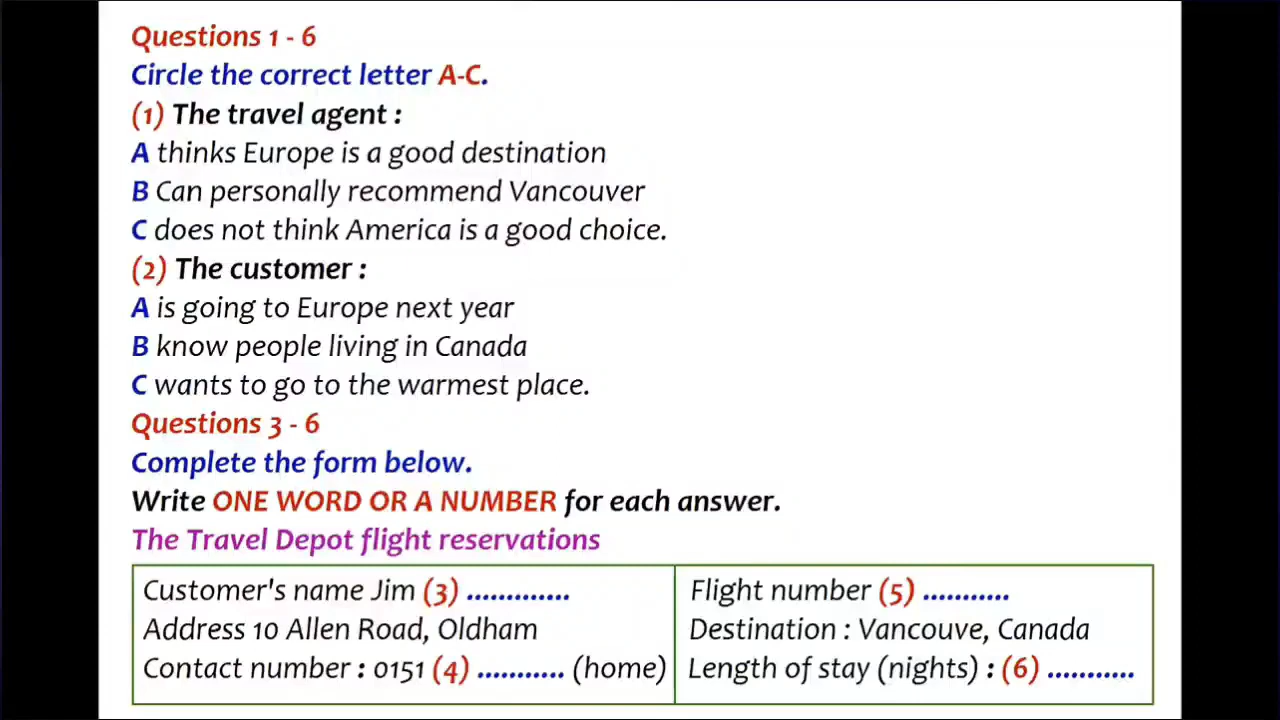 Questions 1 - 6
Circle the correct letter A-C.
(1) The travel agent :
A thinks Europe is a good destination
B Can personally recommend Vancouver
C does not think America is a good choice.
(2) The customer :
A is going to Europe next year
B know people living in Canada
C wants to go to the warmest place.
Questions 3 - 6
Complete the form below.
Write ONE WORD OR A NUMBER for each answer.
The Travel Depot flight reservations
Customer's name Jim (3) .............
Address 10 Allen Road, Oldham
Contact number : 0151 (4) ........... (home)
Flight number (5) ...........
Destination : Vancouve, Canada
Length of stay (nights) : (6) ...........